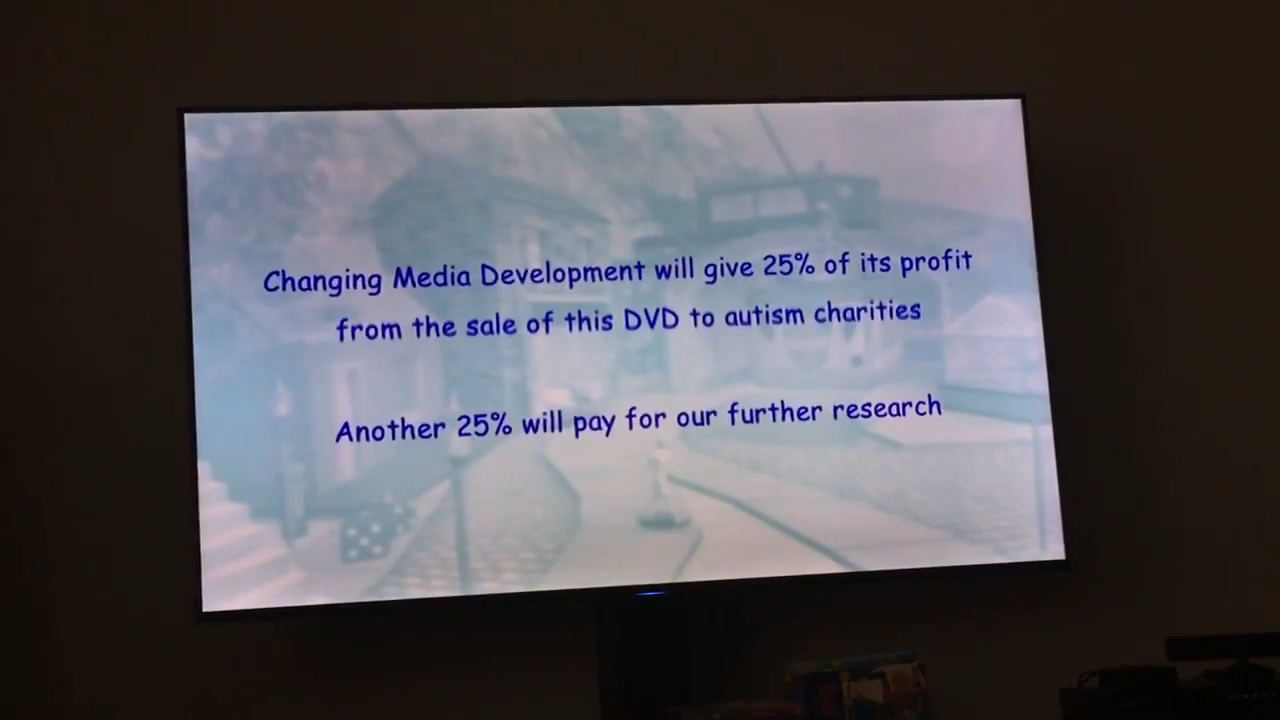 Changing Media Development will give 25% of its profit
from the sale of this DVD to autism charities
Another 25% will pay for our further research